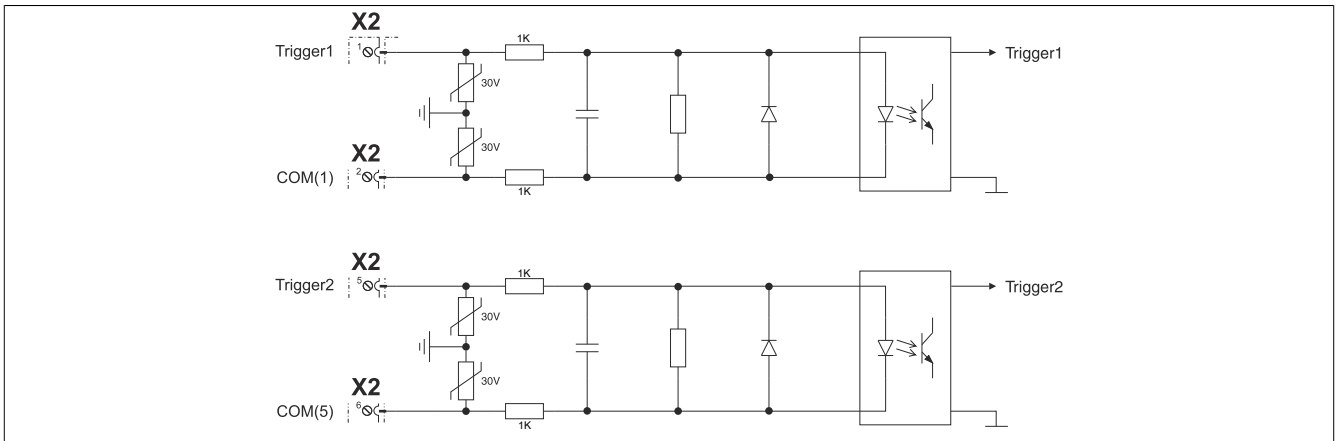 X2
Trigger1
1
1K
Trigger1
30V
30V
X2
COM(1)
2
1K
X2
Trigger2
5
1K
Trigger2
30V
30V
X2
COM(5)
6
1K